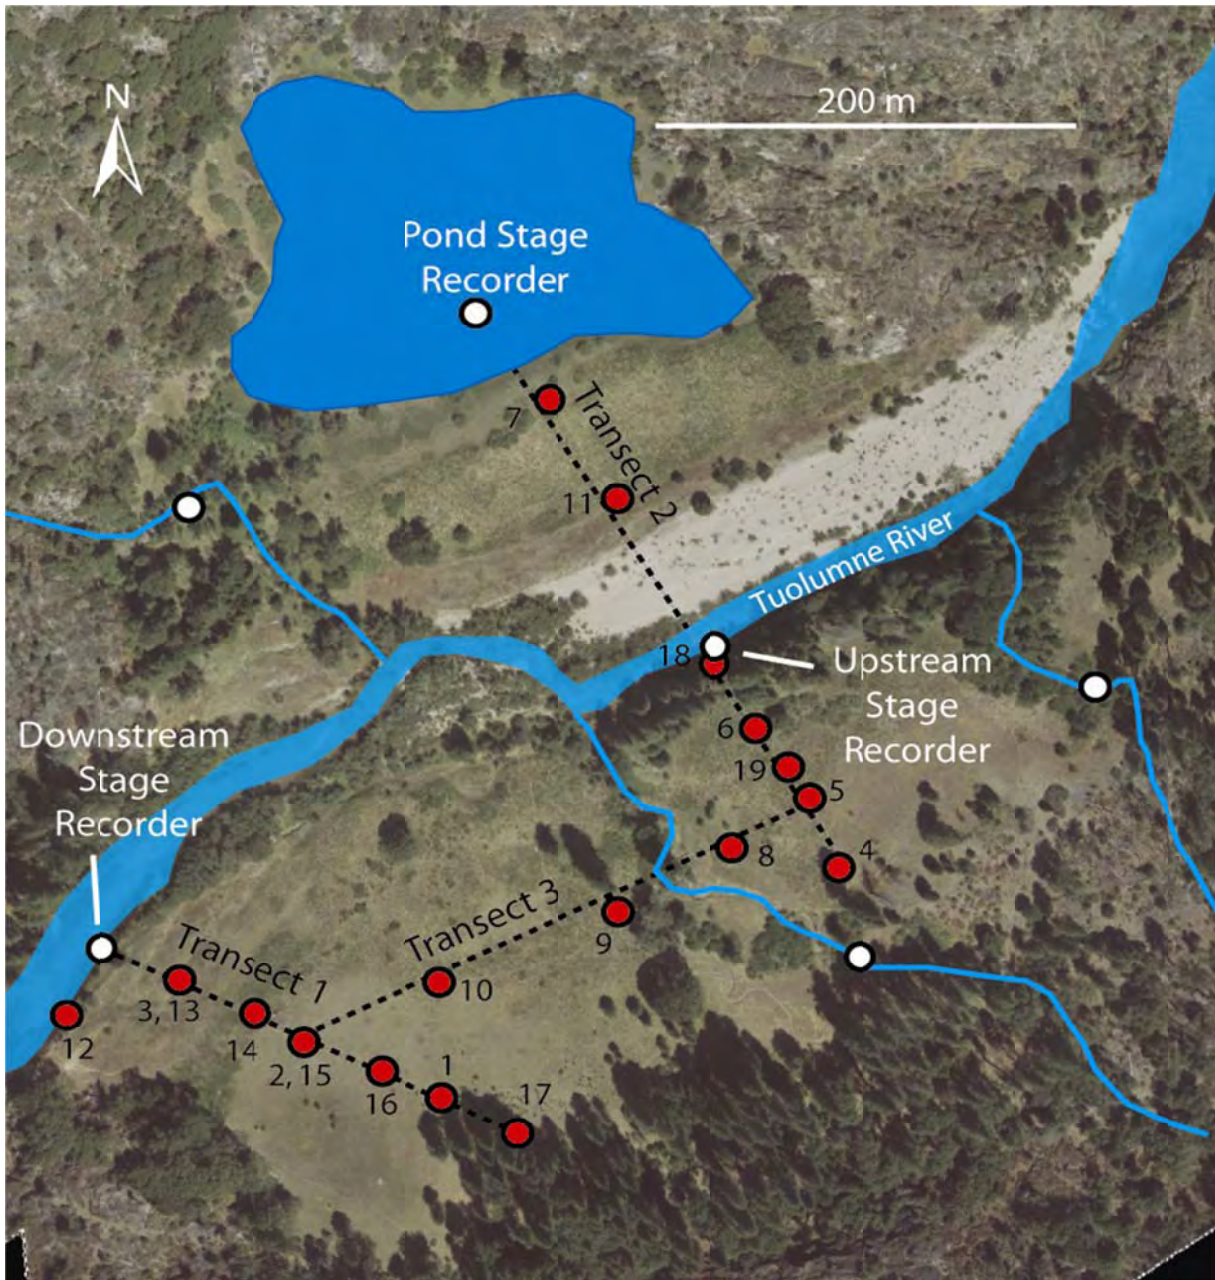 N
200 m
Pond Stage
Recorder
7
Transect 2
11
Tuolumne River
18
Upstream
Stage
Recorder
6
19
5
8
4
Downstream
Stage
Recorder
Transect 3
9
Transect 1
3, 13
10
12
14
2, 15
16
1
17